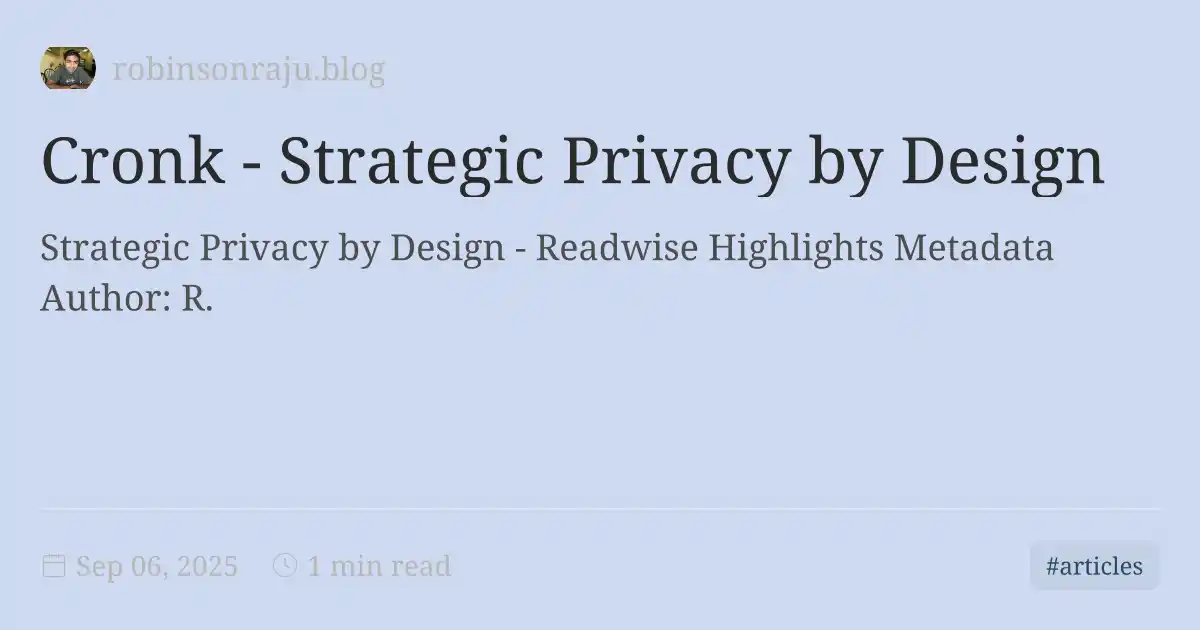 robinsonraju.blog
Cronk - Strategic Privacy by Design
Strategic Privacy by Design - Readwise Highlights Metadata
Author: R.
Sep 06, 2025
1 min read
#articles